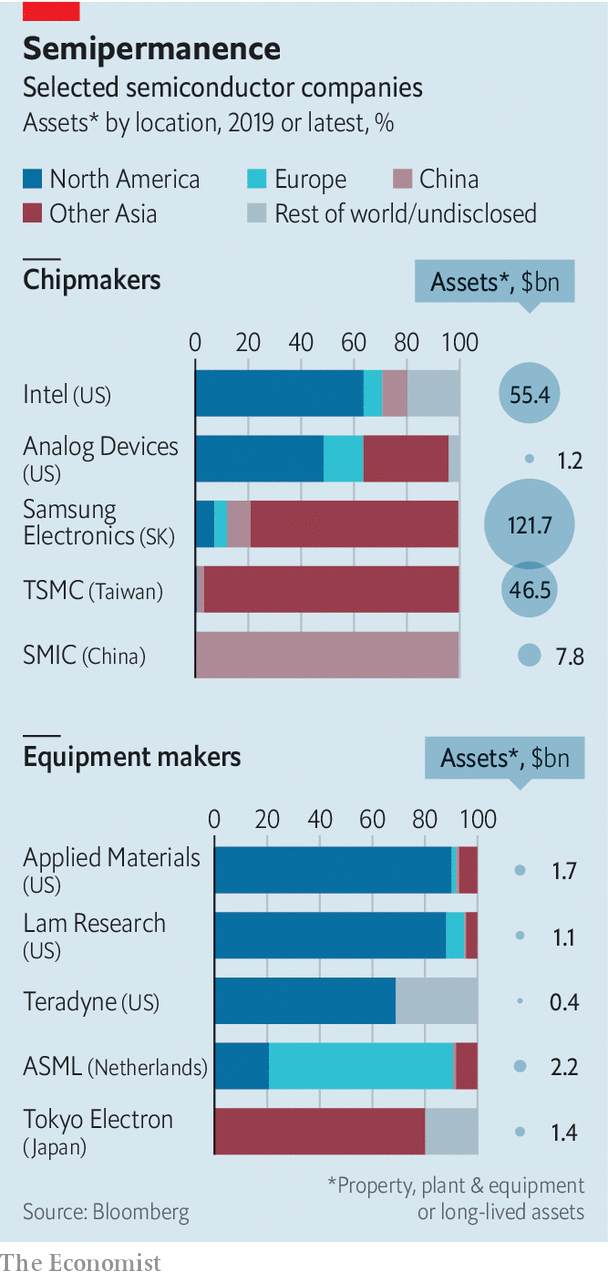 Semipermanence
Selected semiconductor companies
Assets* by location, 2019 or latest, %
North America Europe China
Other Asia Rest of world/undisclosed
Chipmakers
Assets*, $bn
0 20 40 60 80 100
Intel (US) 55.4
Analog Devices
(US) 1.2
Samsung
Electronics (SK) 121.7
TSMC (Taiwan) 46.5
SMIC (China) 7.8
Equipment makers
Assets*, $bn
0 20 40 60 80 100
Applied Materials
(US) 1.7
Lam Research
(US) 1.1
Teradyne (US) 0.4
ASML (Netherlands) 2.2
Tokyo Electron
(Japan) 1.4
*Property, plant & equipment
Source: Bloomberg or long-lived assets
The Economist